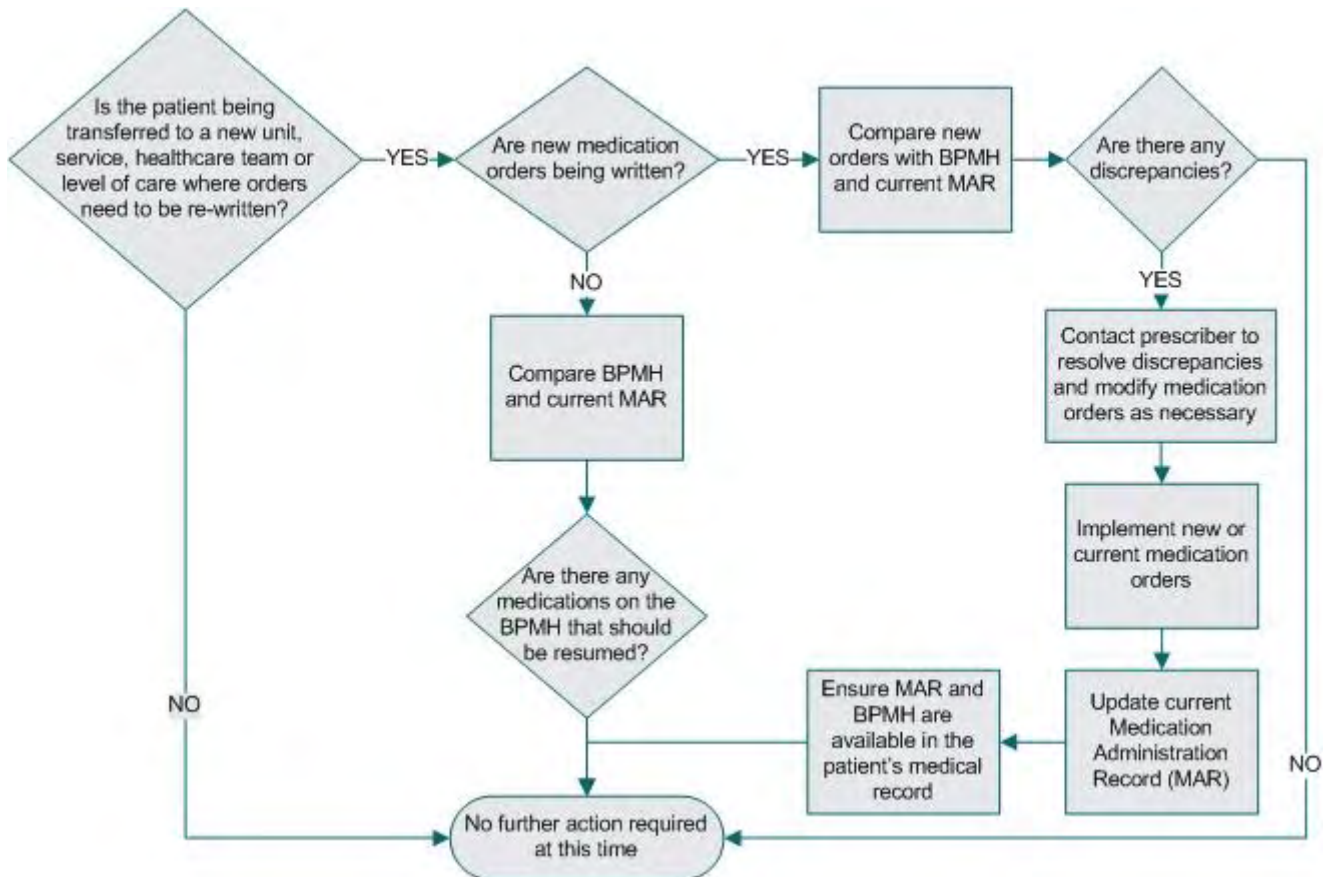 Is the patient being
transferred to a new unit,
service, healthcare team or
level of care where orders
need to be re-written?
YES
Are new medication
orders being written?
YES
Compare new
orders with BPMH
and current MAR
Are there any
discrepancies?
NO
Compare BPMH
and current MAR
Are there any
medications on the
BPMH that should
be resumed?
YES
Contact prescriber to
resolve discrepancies
and modify medication
orders as necessary
Implement new or
current medication
orders
Update current
Medication
Administration
Record (MAR)
Ensure MAR and
BPMH are
available in the
patient's medical
record
NO
NO
No further action required
at this time